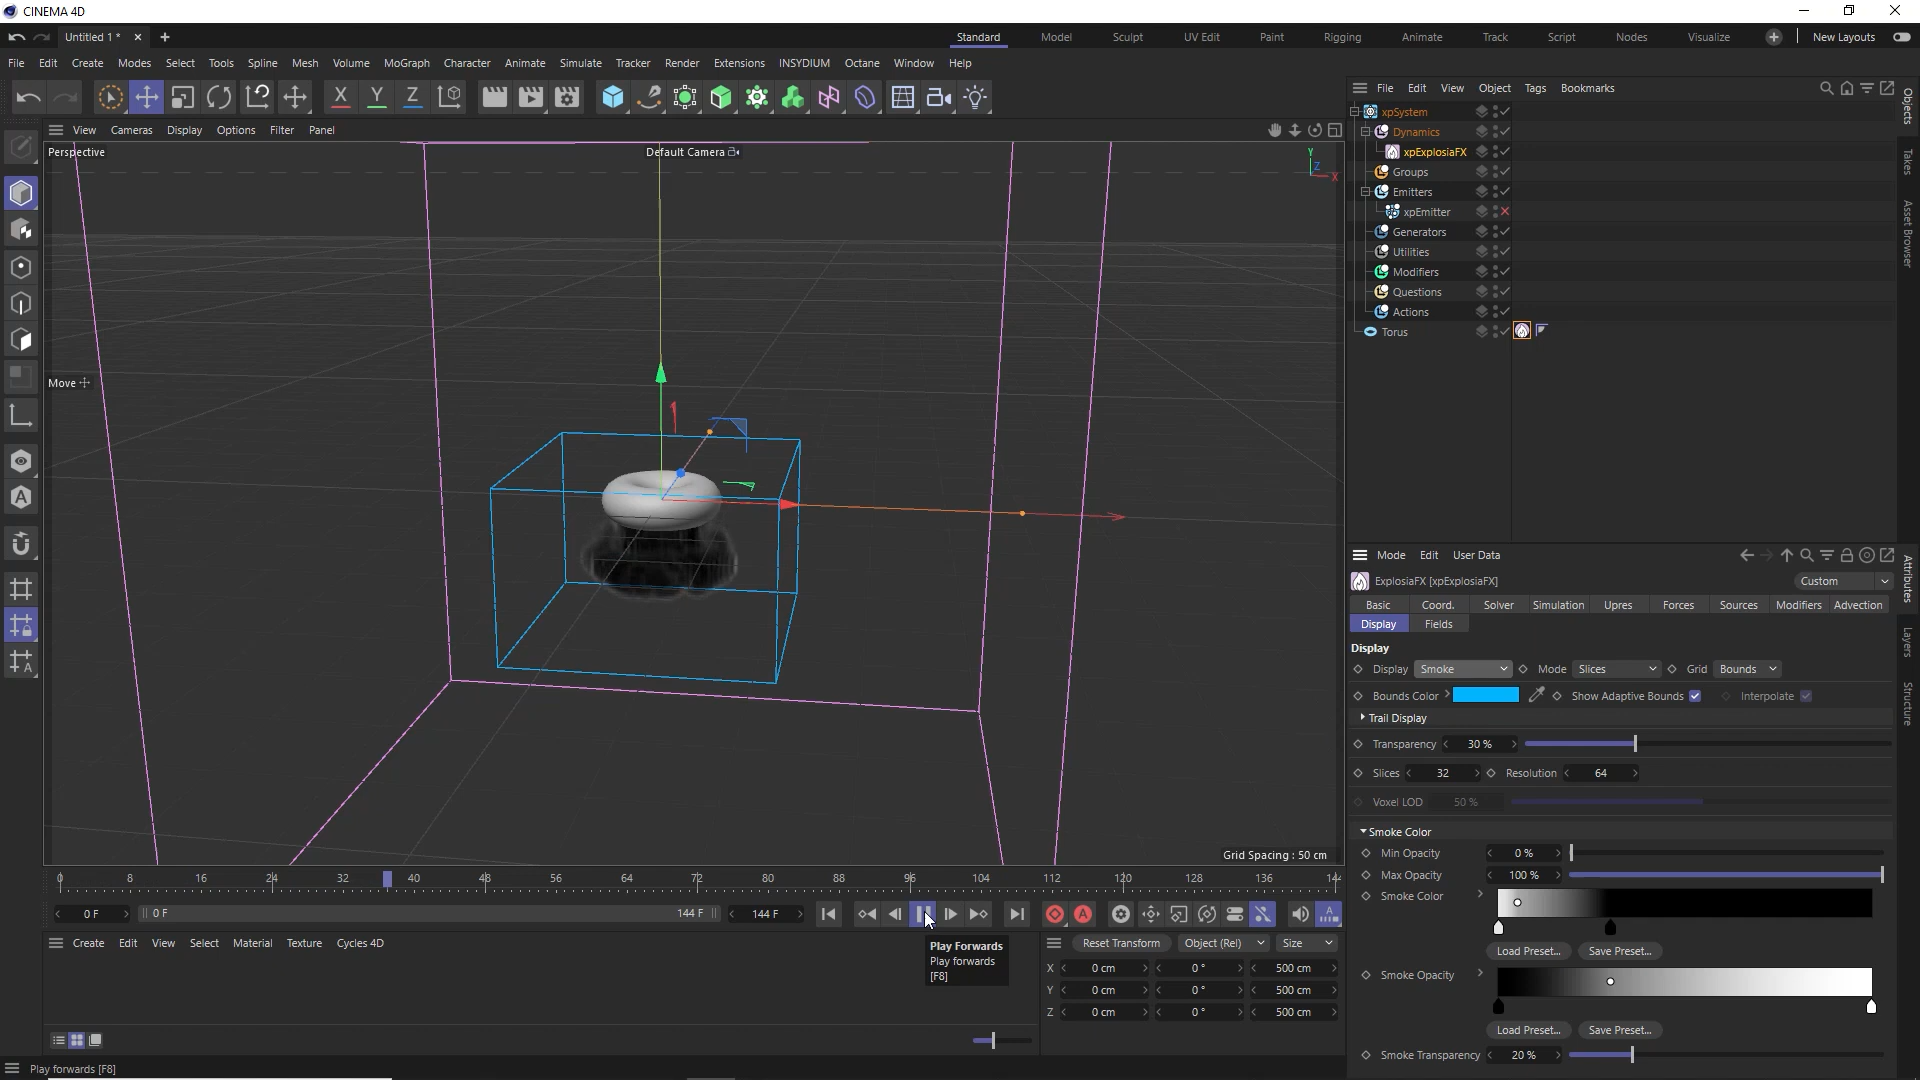 CINEMA 4D
Untitled 1 *
Standard Model Sculpt UV Edit Paint Rigging Animate Track Script Nodes Visualize New Layouts
File Edit Create Modes Select Tools Spline Mesh Volume MoGraph Character Animate Simulate Tracker Render Extensions INSYDIUM Octane Window Help
X Y Z
File Edit View Object Tags Bookmarks
View Cameras Display Options Filter Panel
Perspective
Default Camera
Y
Z
X
Move
Grid Spacing : 50 cm
xpSystem
Dynamics
xpExplosiaFX
Groups
Emitters
xpEmitter
Generators
Utilities
Modifiers
Questions
Actions
Torus
Objects
Takes
Asset Browser
Attributes
Layers
Structure
Mode Edit User Data
ExplosiaFX [xpExplosiaFX]
Custom
Basic Coord. Solver Simulation Upres Forces Sources Modifiers Advection
Display Fields
Display
Display Smoke Mode Slices Grid Bounds
Bounds Color Show Adaptive Bounds Interpolate
Trail Display
Transparency 30 %
Slices 32 Resolution 64
Voxel LOD 50 %
Smoke Color
Min Opacity 0 %
Max Opacity 100 %
Smoke Color
Load Preset... Save Preset...
Smoke Opacity
Load Preset... Save Preset...
Smoke Transparency 20 %
0 8 16 24 32 40 48 56 64 72 80 88 96 104 112 120 128 136 144
0 F 0 F 144 F 144 F
Play Forwards
Play forwards
[F8]
Create Edit View Select Material Texture Cycles 4D
Reset Transform Object (Rel) Size
X 0 cm 0 ° 500 cm
Y 0 cm 0 ° 500 cm
Z 0 cm 0 ° 500 cm
Play forwards [F8]